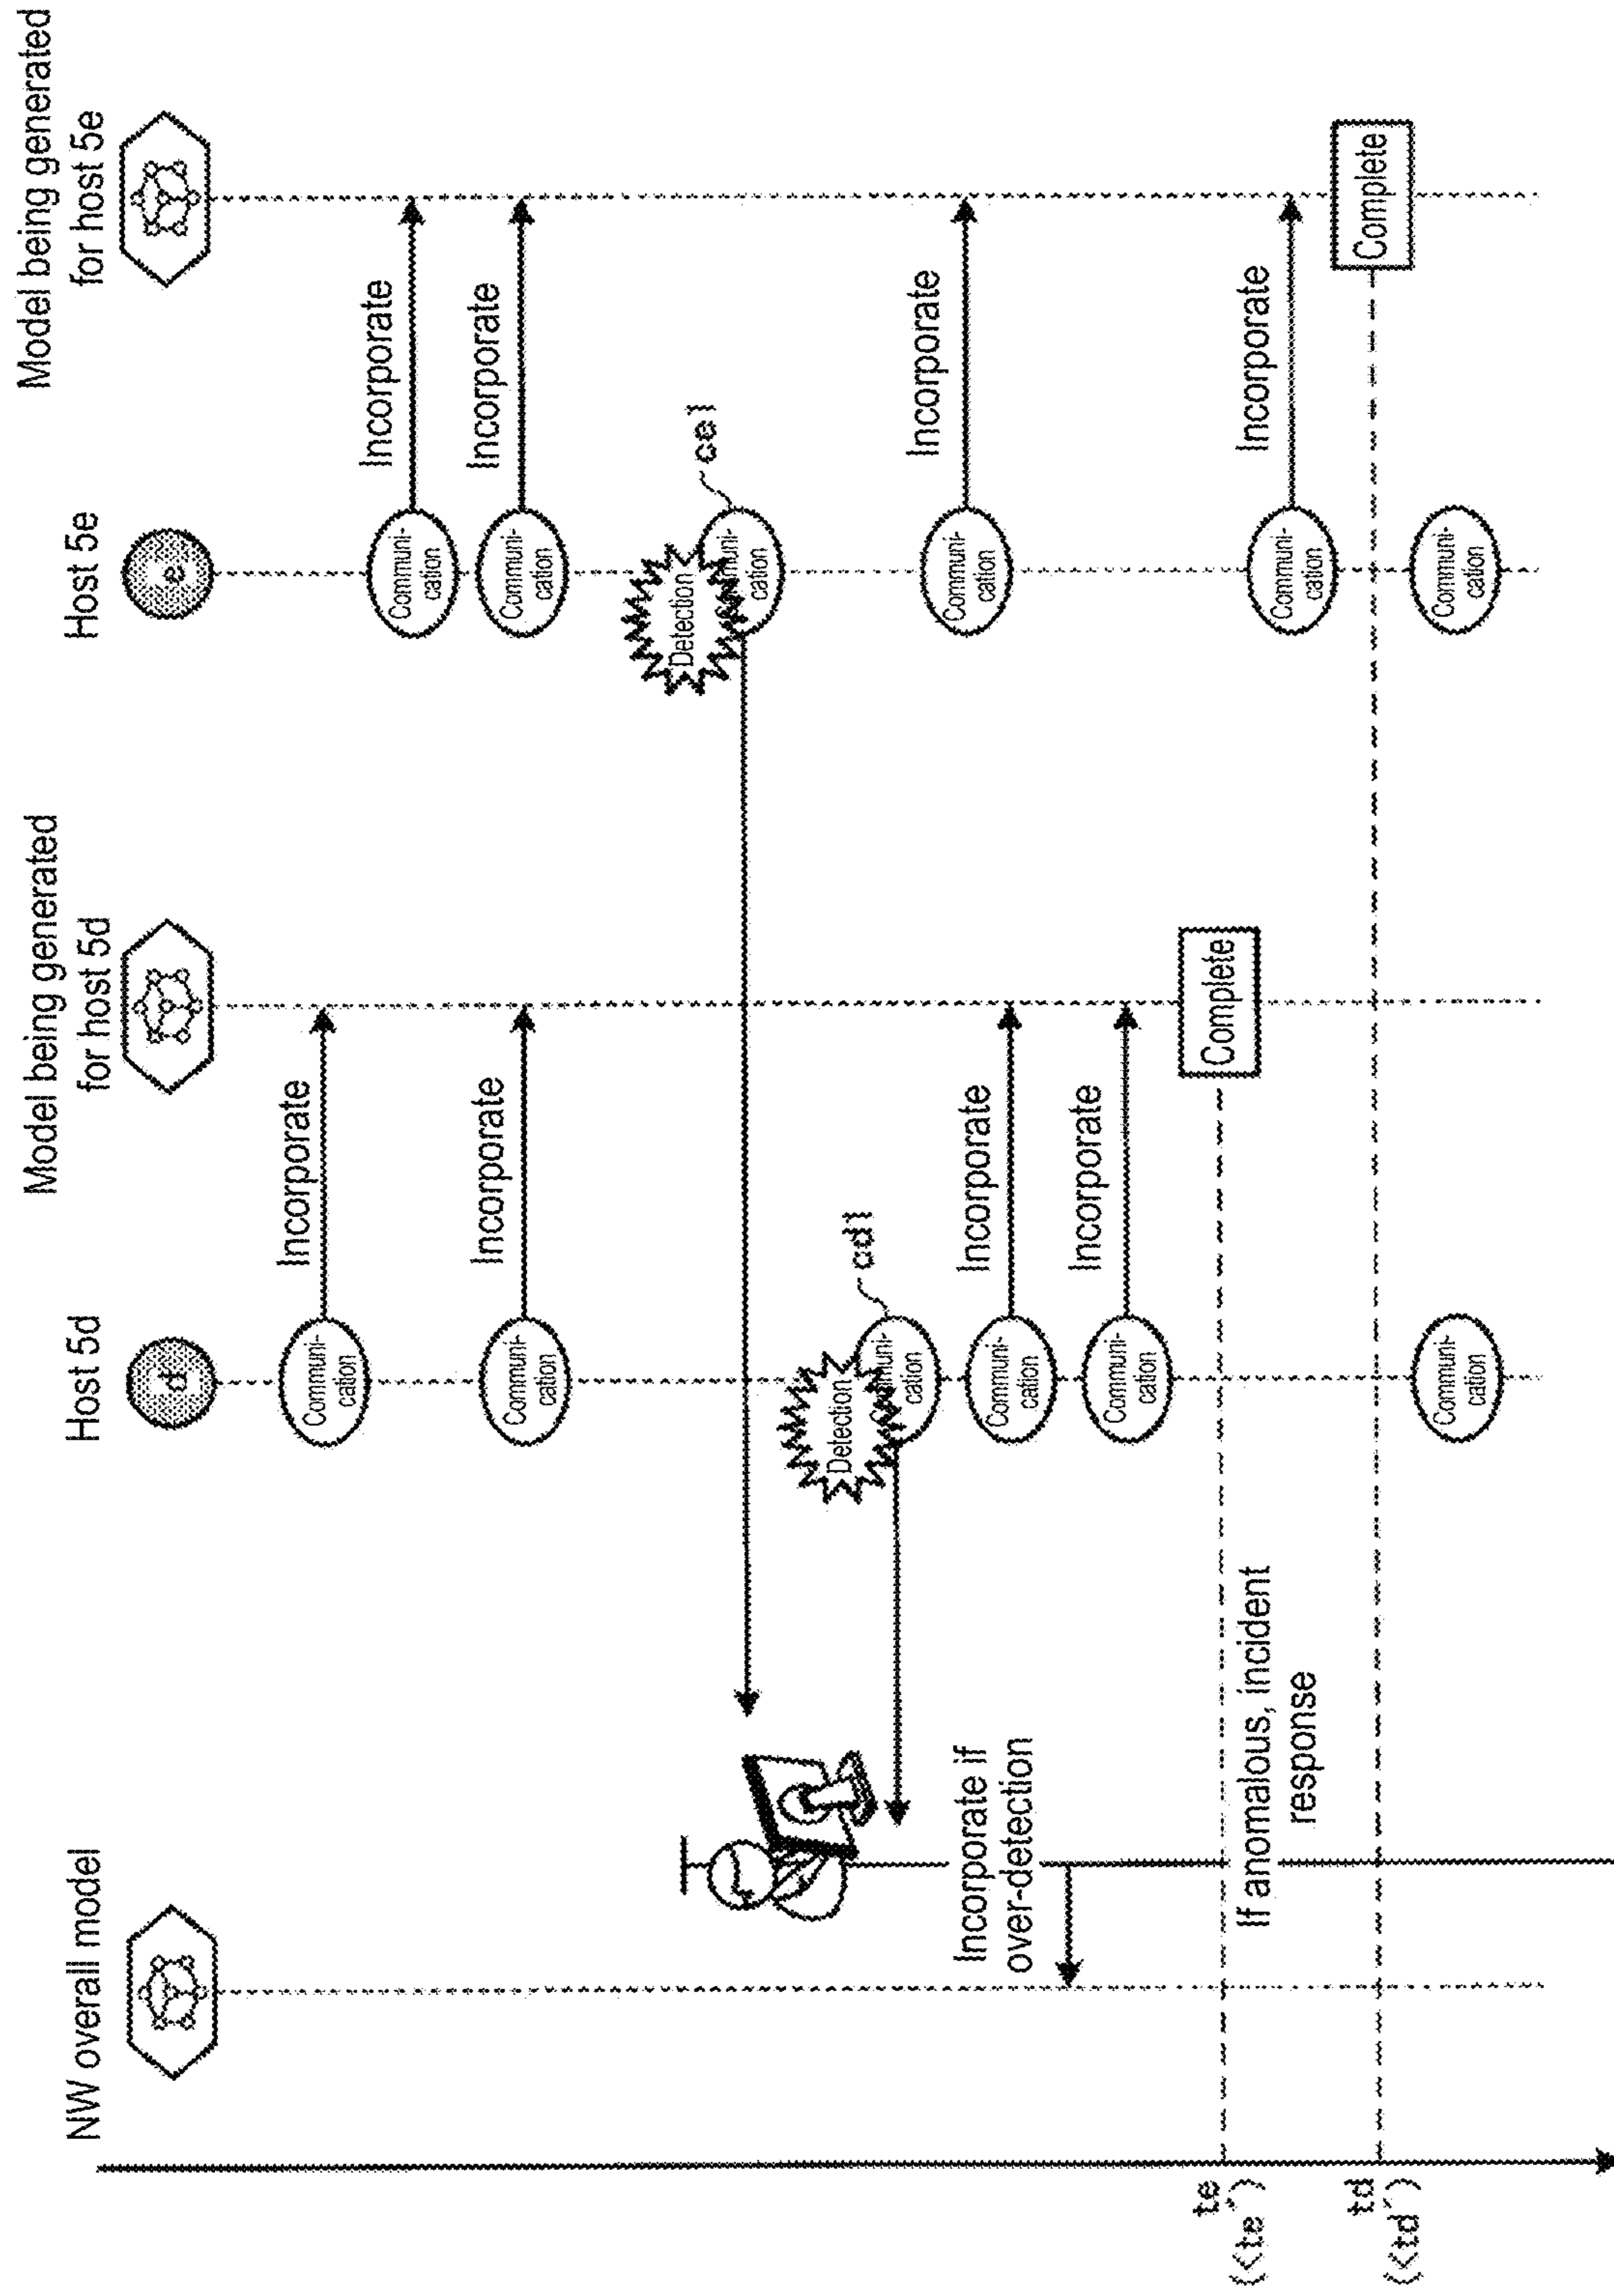 NW overall model
Host 5d
Model being generated
for host 5d
Host 5e
Model being generated
for host 5e
d
e
Communi-
cation
Incorporate
Communi-
cation
Incorporate
Communi-
cation
Incorporate
Communi-
cation
Incorporate
Detection
Communi-
cation
ce1
Detection
Communi-
cation
cd1
Communi-
cation
Incorporate
Communi-
cation
Incorporate
Incorporate if
over-detection
Communi-
cation
Incorporate
te
(<te')
Complete
If anomalous, incident
response
Communi-
cation
Incorporate
td
(<td')
Complete
Communi-
cation
Communi-
cation